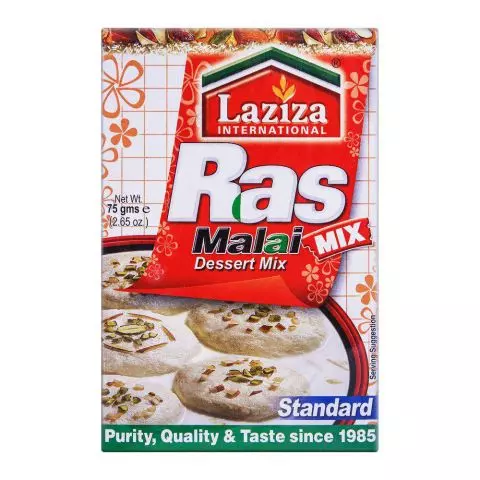 Laziza
®
INTERNATIONAL
Ras
Malai MIX
Dessert Mix
Net Wt.
75 gms e
(2.65 oz.)
Serving Suggestion
Standard
Purity, Quality & Taste since 1985